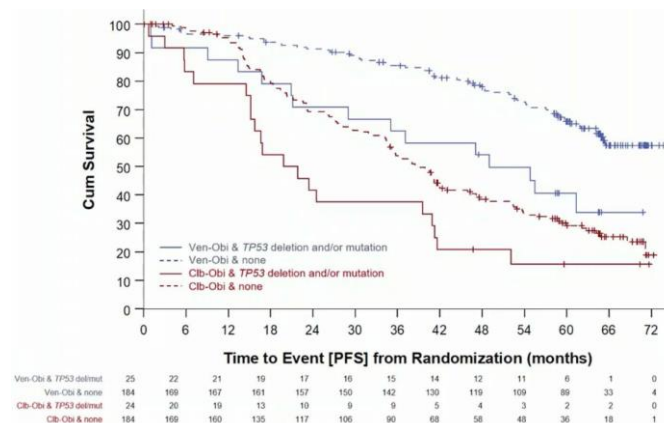 100
90
80
70
60
50
40
30
20
10
0
Cum Survival
Ven-Obi & TP53 deletion and/or mutation
Ven-Obi & none
Clb-Obi & TP53 deletion and/or mutation
Clb-Obi & none
0 6 12 18 24 30 36 42 48 54 60 66 72
Time to Event [PFS] from Randomization (months)
Ven-Obi & TP53 del/mut 25 22 21 19 17 16 15 14 12 11 6 1 0
Ven-Obi & none 184 169 167 161 157 150 142 130 119 109 89 33 4
Clb-Obi & TP53 del/mut 24 20 19 13 10 9 9 5 4 3 2 2 0
Clb-Obi & none 184 169 160 135 117 106 90 68 58 48 36 18 1